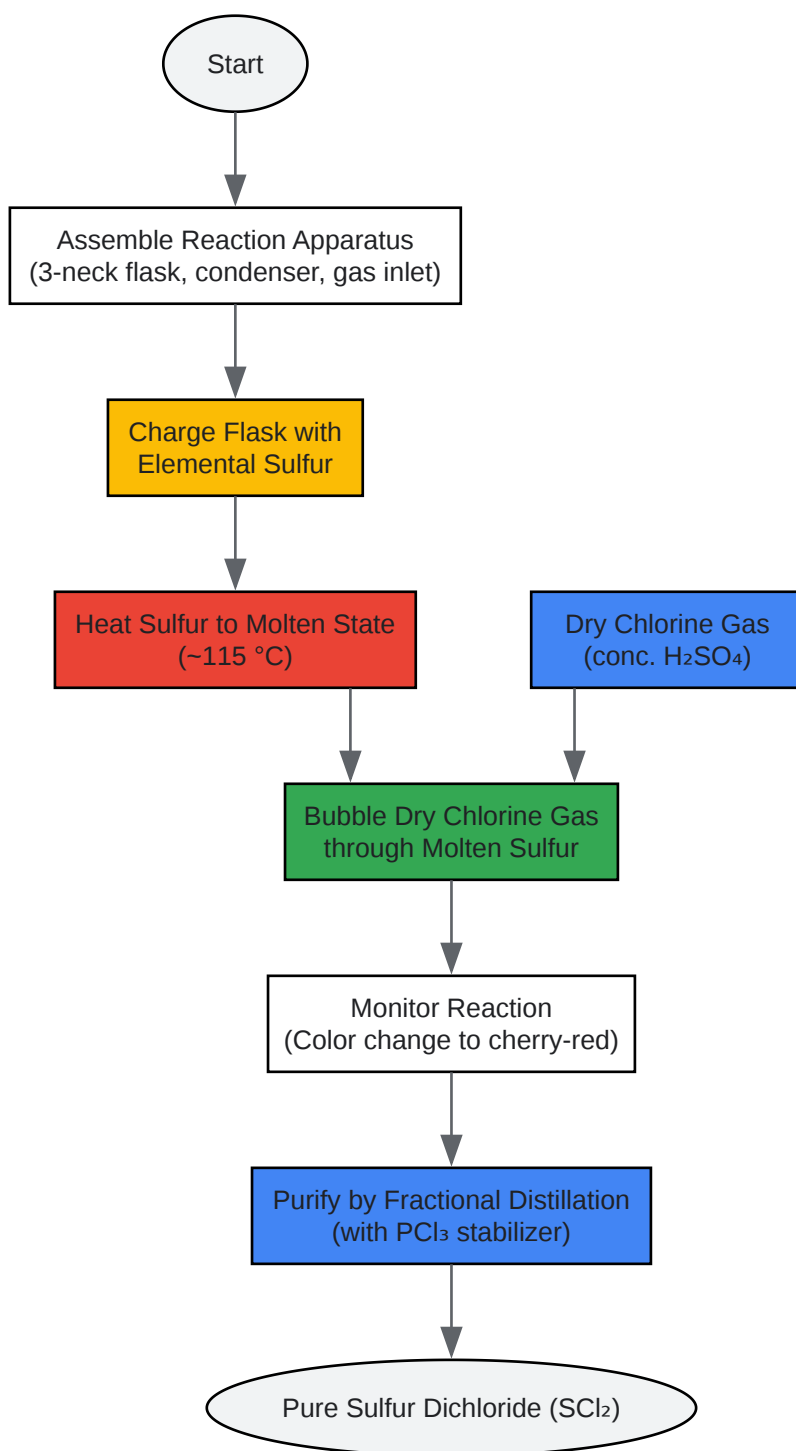 Start
Assemble Reaction Apparatus
(3-neck flask, condenser, gas inlet)
Charge Flask with
Elemental Sulfur
Heat Sulfur to Molten State
(~115 °C)
Dry Chlorine Gas
(conc. H₂SO₄)
Bubble Dry Chlorine Gas
through Molten Sulfur
Monitor Reaction
(Color change to cherry-red)
Purify by Fractional Distillation
(with PCl₃ stabilizer)
Pure Sulfur Dichloride (SCl₂)